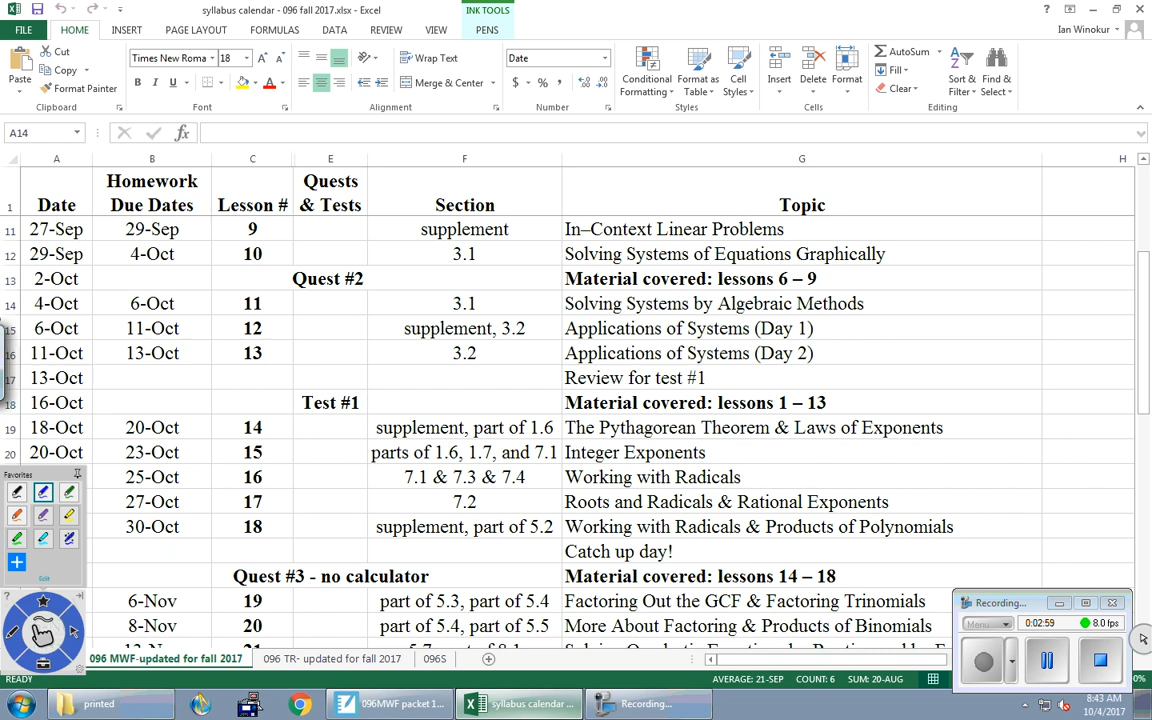 syllabus calendar - 096 fall 2017.xlsx - Excel
INK TOOLS
FILE HOME INSERT PAGE LAYOUT FORMULAS DATA REVIEW VIEW PENS
Ian Winokur
Paste
Cut
Copy
Format Painter
Clipboard
Times New Roma 18
Font
Wrap Text
Merge & Center
Alignment
Date
Number
Conditional Formatting
Format as Table
Cell Styles
Styles
Insert Delete Format
Cells
AutoSum
Fill
Clear
Sort & Filter
Find & Select
Editing
A14
A B C E F G H
1 Date Homework Due Dates Lesson # Quests & Tests Section Topic
11 27-Sep 29-Sep 9 supplement In–Context Linear Problems
12 29-Sep 4-Oct 10 3.1 Solving Systems of Equations Graphically
13 2-Oct Quest #2 Material covered: lessons 6 – 9
14 4-Oct 6-Oct 11 3.1 Solving Systems by Algebraic Methods
15 6-Oct 11-Oct 12 supplement, 3.2 Applications of Systems (Day 1)
16 11-Oct 13-Oct 13 3.2 Applications of Systems (Day 2)
17 13-Oct Review for test #1
18 16-Oct Test #1 Material covered: lessons 1 – 13
19 18-Oct 20-Oct 14 supplement, part of 1.6 The Pythagorean Theorem & Laws of Exponents
20 20-Oct 23-Oct 15 parts of 1.6, 1.7, and 7.1 Integer Exponents
25-Oct 16 7.1 & 7.3 & 7.4 Working with Radicals
27-Oct 17 7.2 Roots and Radicals & Rational Exponents
30-Oct 18 supplement, part of 5.2 Working with Radicals & Products of Polynomials
Catch up day!
Quest #3 - no calculator Material covered: lessons 14 – 18
6-Nov 19 part of 5.3, part of 5.4 Factoring Out the GCF & Factoring Trinomials
8-Nov 20 part of 5.4, part of 5.5 More About Factoring & Products of Binomials
Favorites
Edit
Recording...
Menu 0:02:59 8.0 fps
096 MWF-updated for fall 2017 096 TR- updated for fall 2017 096S
READY AVERAGE: 21-SEP COUNT: 6 SUM: 20-AUG
printed
096MWF packet 1...
syllabus calendar ...
Recording...
8:43 AM
10/4/2017